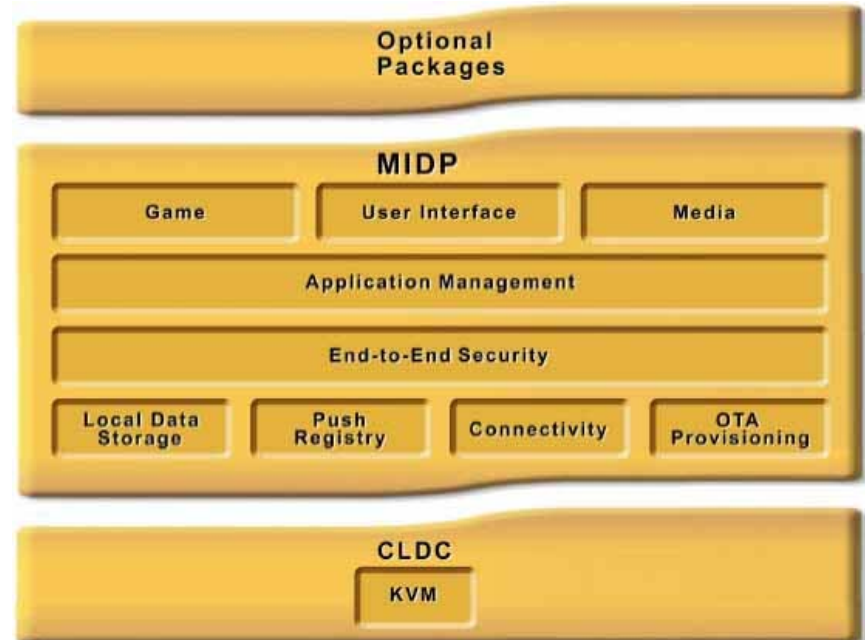 Optional
Packages
MIDP
Game
User Interface
Media
Application Management
End-to-End Security
Local Data
Storage
Push
Registry
Connectivity
OTA
Provisioning
CLDC
KVM